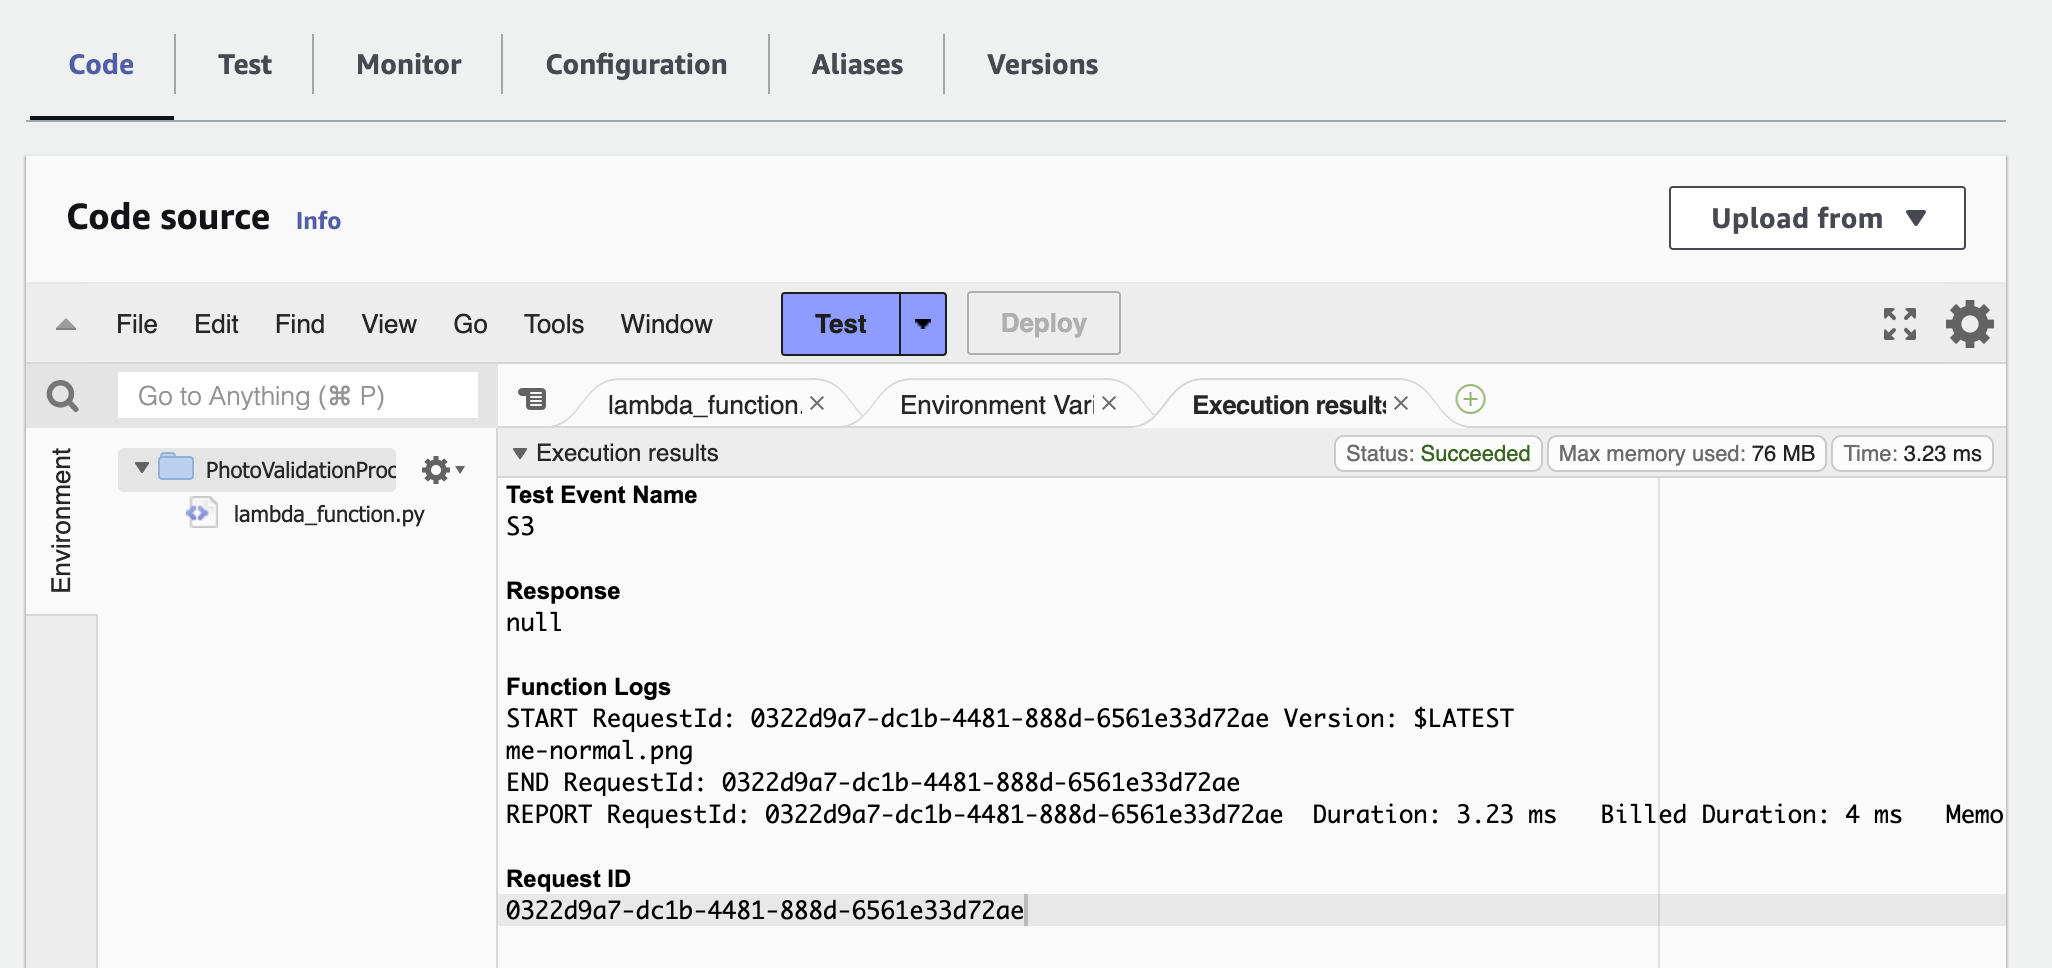 Code Test Monitor Configuration Aliases Versions
Code source Info
Upload from
File Edit Find View Go Tools Window Test Deploy
Go to Anything (⌘ P)
lambda_function. Environment Vari Execution results
Environment
PhotoValidationProc
lambda_function.py
Execution results Status: Succeeded Max memory used: 76 MB Time: 3.23 ms
Test Event Name
S3
Response
null
Function Logs
START RequestId: 0322d9a7-dc1b-4481-888d-6561e33d72ae Version: $LATEST
me-normal.png
END RequestId: 0322d9a7-dc1b-4481-888d-6561e33d72ae
REPORT RequestId: 0322d9a7-dc1b-4481-888d-6561e33d72ae Duration: 3.23 ms Billed Duration: 4 ms Memo
Request ID
0322d9a7-dc1b-4481-888d-6561e33d72ae